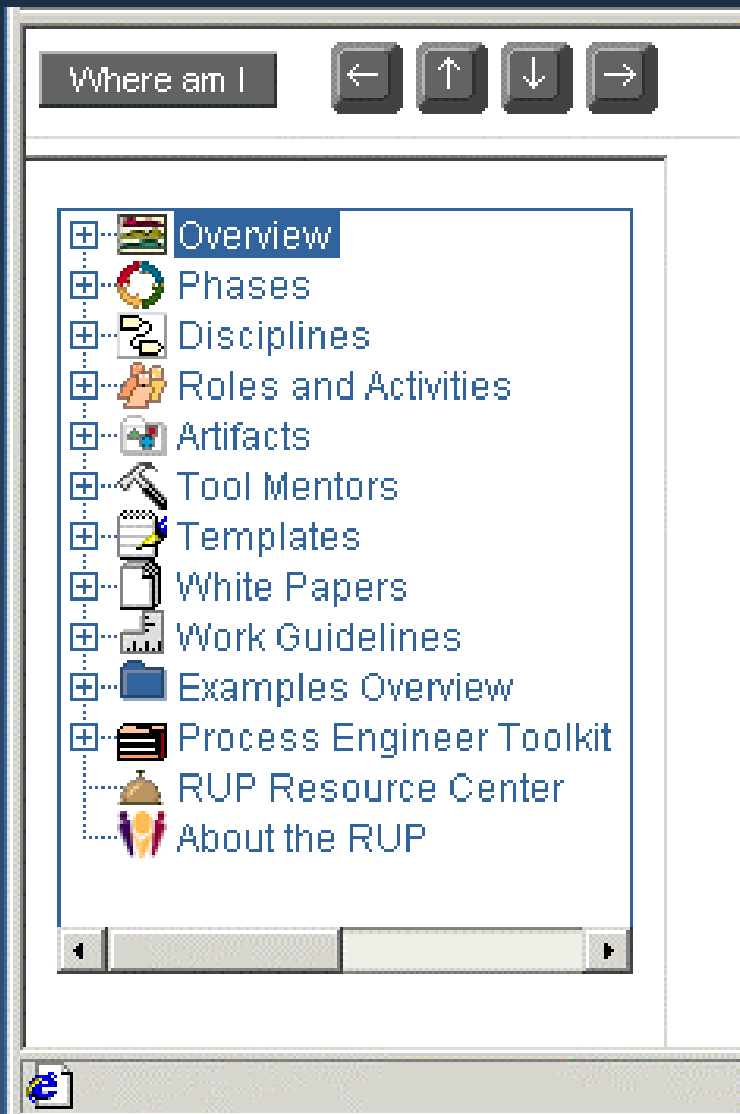 Where am I
Overview
Phases
Disciplines
Roles and Activities
Artifacts
Tool Mentors
Templates
White Papers
Work Guidelines
Examples Overview
Process Engineer Toolkit
RUP Resource Center
About the RUP